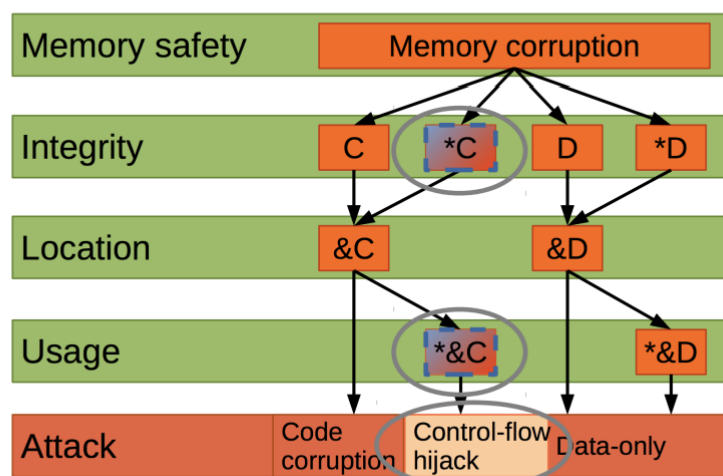 Memory safety
Memory corruption
Integrity
C
*C
D
*D
Location
&C
&D
Usage
*&C
*&D
Attack
Code
corruption
Control-flow
hijack
Data-only